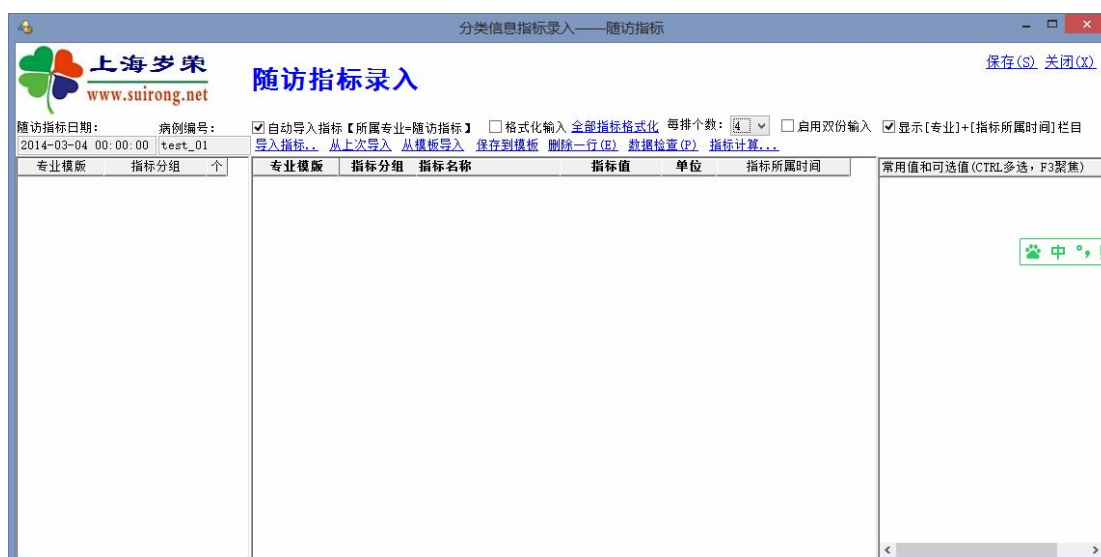 分类信息指标录入——随访指标
上海岁荣
www.suirong.net
随访指标录入
保存(S) 关闭(X)
随访指标日期: 病例编号:
自动导入指标【所属专业=随访指标】 格式化输入 全部指标格式化 每排个数: 4 启用双份输入 显示[专业]+[指标所属时间]栏目
2014-03-04 00:00:00 test_01
导入指标.. 从上次导入 从模板导入 保存到模板 删除一行(E) 数据检查(P) 指标计算...
专业模版 指标分组 个
专业模版 指标分组 指标名称 指标值 单位 指标所属时间
常用值和可选值(CTRL多选，F3聚焦)
中 °,